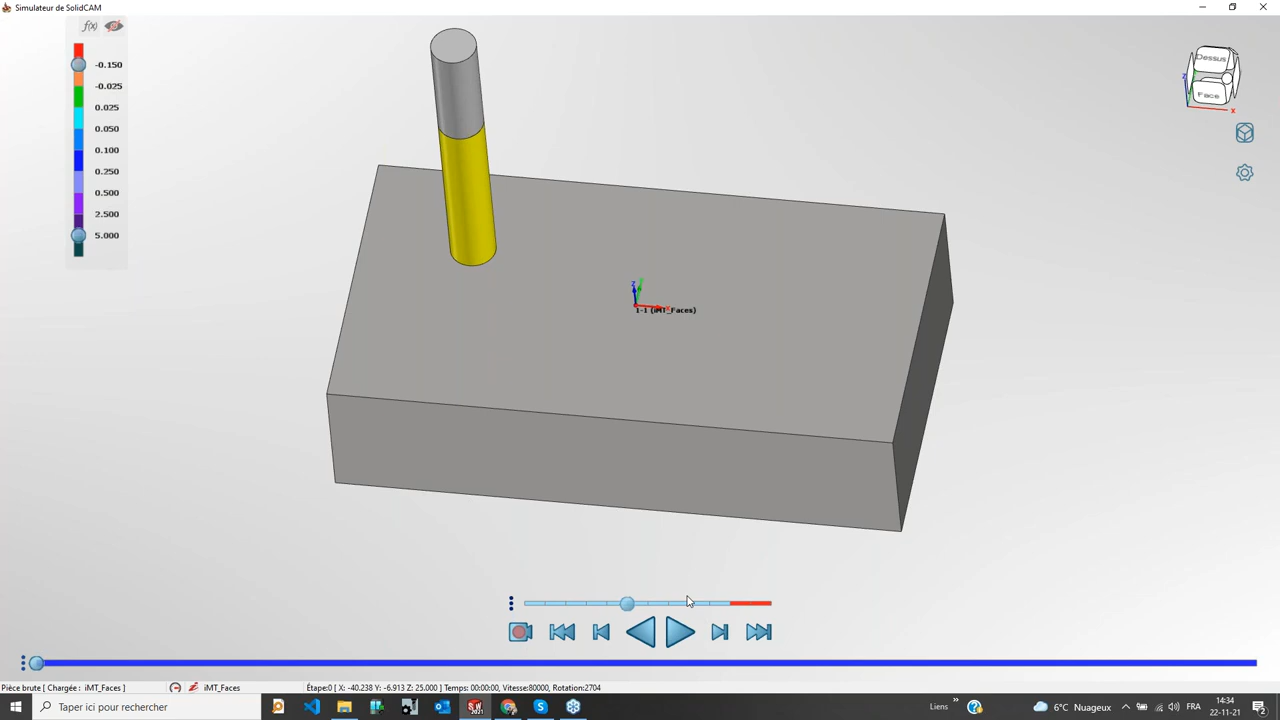 Simulateur de SolidCAM
f(x)
-0.150
-0.025
0.025
0.050
0.100
0.250
0.500
2.500
5.000
Dessus
Face
Z
X
Z
1-1 (iMT_Faces)
Pièce brute [ Chargée : iMT_Faces ] iMT_Faces Étape:0 [ X: -40.238 Y: -6.913 Z: 25.000 ] Temps: 00:00:00, Vitesse:80000, Rotation:2704
Taper ici pour rechercher
Liens
6°C Nuageux
FRA
14:34
22-11-21
2